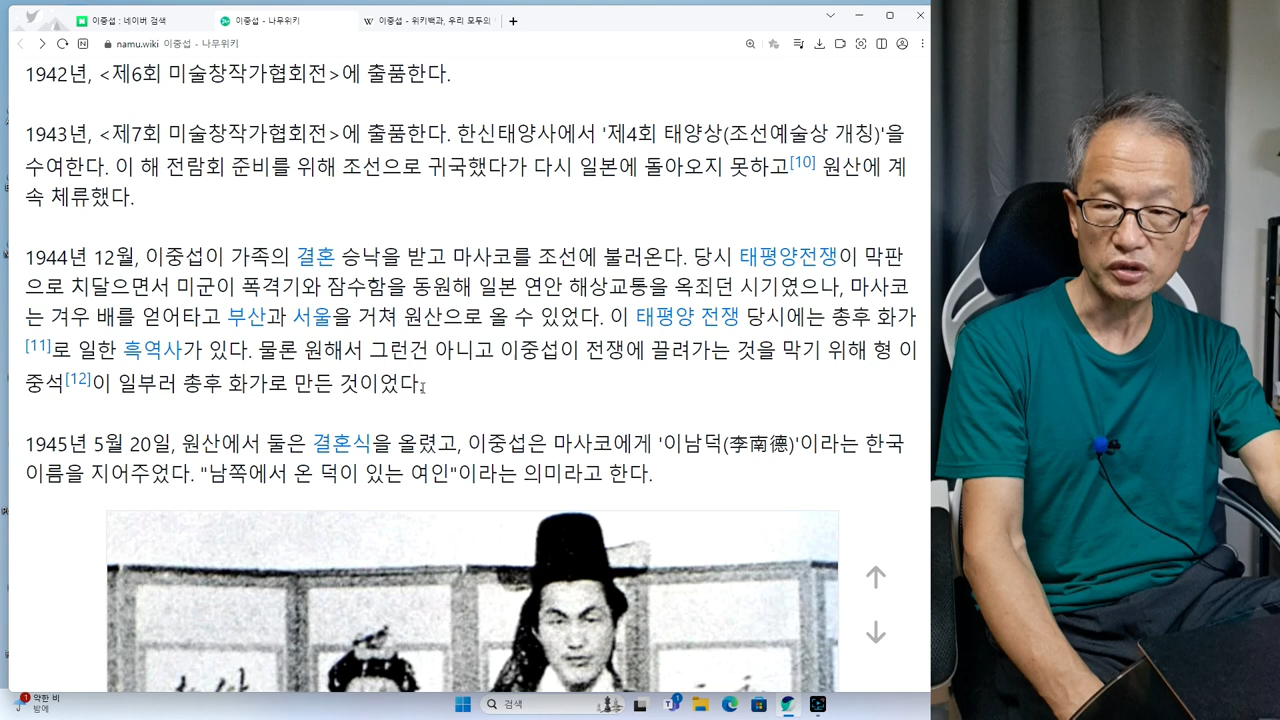 이중섭 : 네이버 검색
이중섭 - 나무위키
W 이중섭 - 위키백과, 우리 모두의
namu.wiki 이중섭 - 나무위키
1942년, <제6회 미술창작가협회전>에 출품한다.
1943년, <제7회 미술창작가협회전>에 출품한다. 한신태양사에서 '제4회 태양상(조선예술상 개칭)'을
수여한다. 이 해 전람회 준비를 위해 조선으로 귀국했다가 다시 일본에 돌아오지 못하고[10] 원산에 계
속 체류했다.
1944년 12월, 이중섭이 가족의 결혼 승낙을 받고 마사코를 조선에 불러온다. 당시 태평양전쟁이 막판
으로 치달으면서 미군이 폭격기와 잠수함을 동원해 일본 연안 해상교통을 옥죄던 시기였으나, 마사코
는 겨우 배를 얻어타고 부산과 서울을 거쳐 원산으로 올 수 있었다. 이 태평양 전쟁 당시에는 총후 화가
[11]로 일한 흑역사가 있다. 물론 원해서 그런건 아니고 이중섭이 전쟁에 끌려가는 것을 막기 위해 형 이
중석[12]이 일부러 총후 화가로 만든 것이었다.
1945년 5월 20일, 원산에서 둘은 결혼식을 올렸고, 이중섭은 마사코에게 '이남덕(李南德)'이라는 한국
이름을 지어주었다. "남쪽에서 온 덕이 있는 여인"이라는 의미라고 한다.
1 약한 비
밤에
검색
1